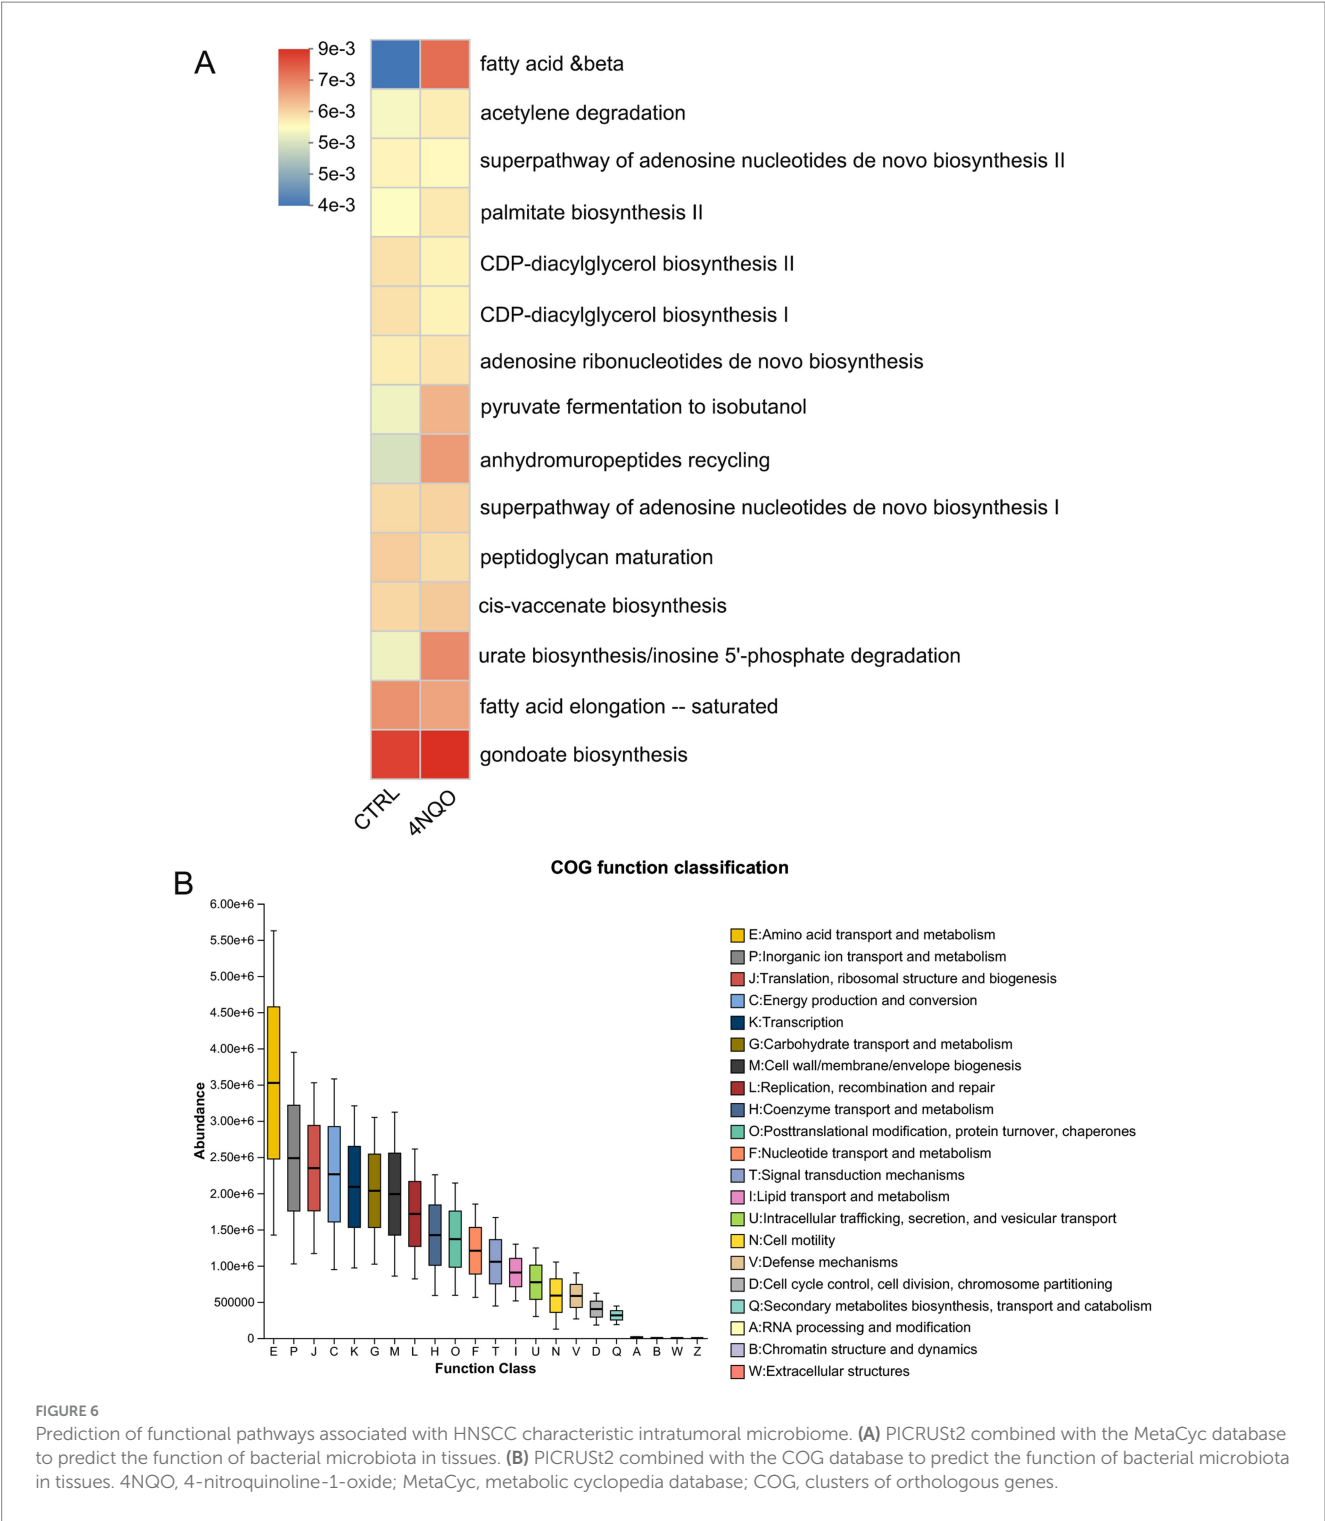 A
9e-3
7e-3
6e-3
5e-3
5e-3
4e-3
fatty acid &beta
acetylene degradation
superpathway of adenosine nucleotides de novo biosynthesis II
palmitate biosynthesis II
CDP-diacylglycerol biosynthesis II
CDP-diacylglycerol biosynthesis I
adenosine ribonucleotides de novo biosynthesis
pyruvate fermentation to isobutanol
anhydromuropeptides recycling
superpathway of adenosine nucleotides de novo biosynthesis I
peptidoglycan maturation
cis-vaccenate biosynthesis
urate biosynthesis/inosine 5'-phosphate degradation
fatty acid elongation -- saturated
gondoate biosynthesis
CTRL
4NQO
B
COG function classification
Abundance
6.00e+6
5.50e+6
5.00e+6
4.50e+6
4.00e+6
3.50e+6
3.00e+6
2.50e+6
2.00e+6
1.50e+6
1.00e+6
500000
0
E P J C K G M L H O F T I U N V D Q A B W Z
Function Class
E:Amino acid transport and metabolism
P:Inorganic ion transport and metabolism
J:Translation, ribosomal structure and biogenesis
C:Energy production and conversion
K:Transcription
G:Carbohydrate transport and metabolism
M:Cell wall/membrane/envelope biogenesis
L:Replication, recombination and repair
H:Coenzyme transport and metabolism
O:Posttranslational modification, protein turnover, chaperones
F:Nucleotide transport and metabolism
T:Signal transduction mechanisms
I:Lipid transport and metabolism
U:Intracellular trafficking, secretion, and vesicular transport
N:Cell motility
V:Defense mechanisms
D:Cell cycle control, cell division, chromosome partitioning
Q:Secondary metabolites biosynthesis, transport and catabolism
A:RNA processing and modification
B:Chromatin structure and dynamics
W:Extracellular structures
FIGURE 6
Prediction of functional pathways associated with HNSCC characteristic intratumoral microbiome. (A) PICRUSt2 combined with the MetaCyc database
to predict the function of bacterial microbiota in tissues. (B) PICRUSt2 combined with the COG database to predict the function of bacterial microbiota
in tissues. 4NQO, 4-nitroquinoline-1-oxide; MetaCyc, metabolic cyclopedia database; COG, clusters of orthologous genes.